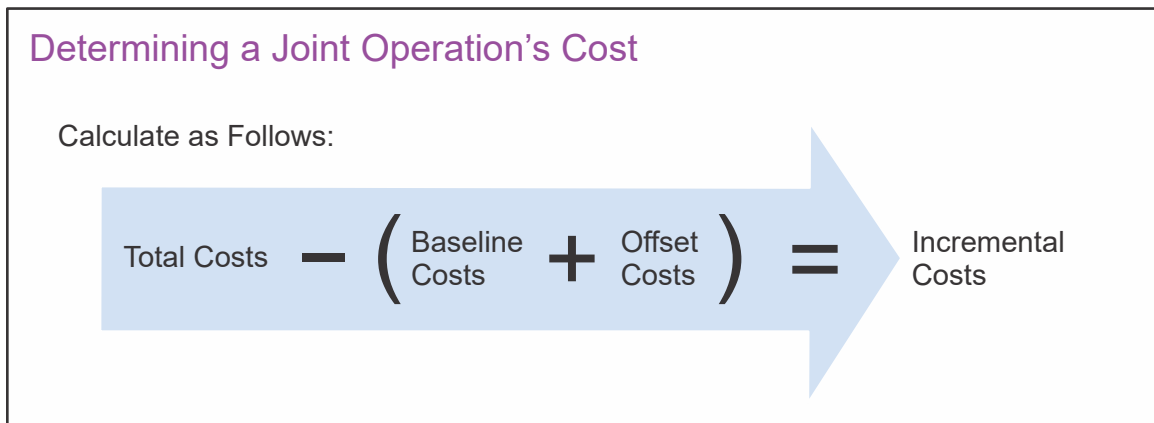 Determining a Joint Operation’s Cost
Calculate as Follows:
Total Costs − ( Baseline Costs + Offset Costs ) = Incremental Costs